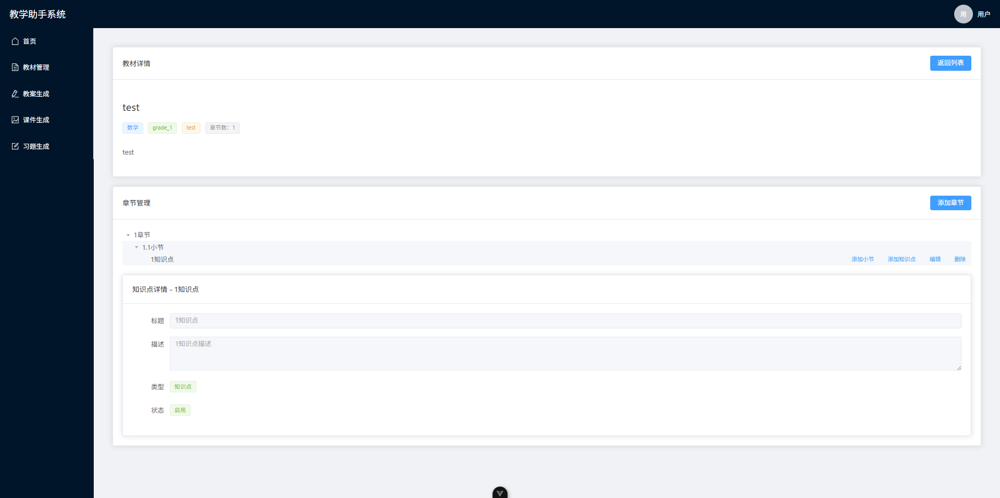 教学助手系统
用 用户
首页
教材管理
教案生成
课件生成
习题生成
教材详情
返回列表
test
数学 grade_1 test 章节数：1
test
章节管理
添加章节
1章节
1.1小节
1知识点 添加小节 添加知识点 编辑 删除
知识点详情 - 1知识点
标题 1知识点
描述 1知识点描述
类型 知识点
状态 启用